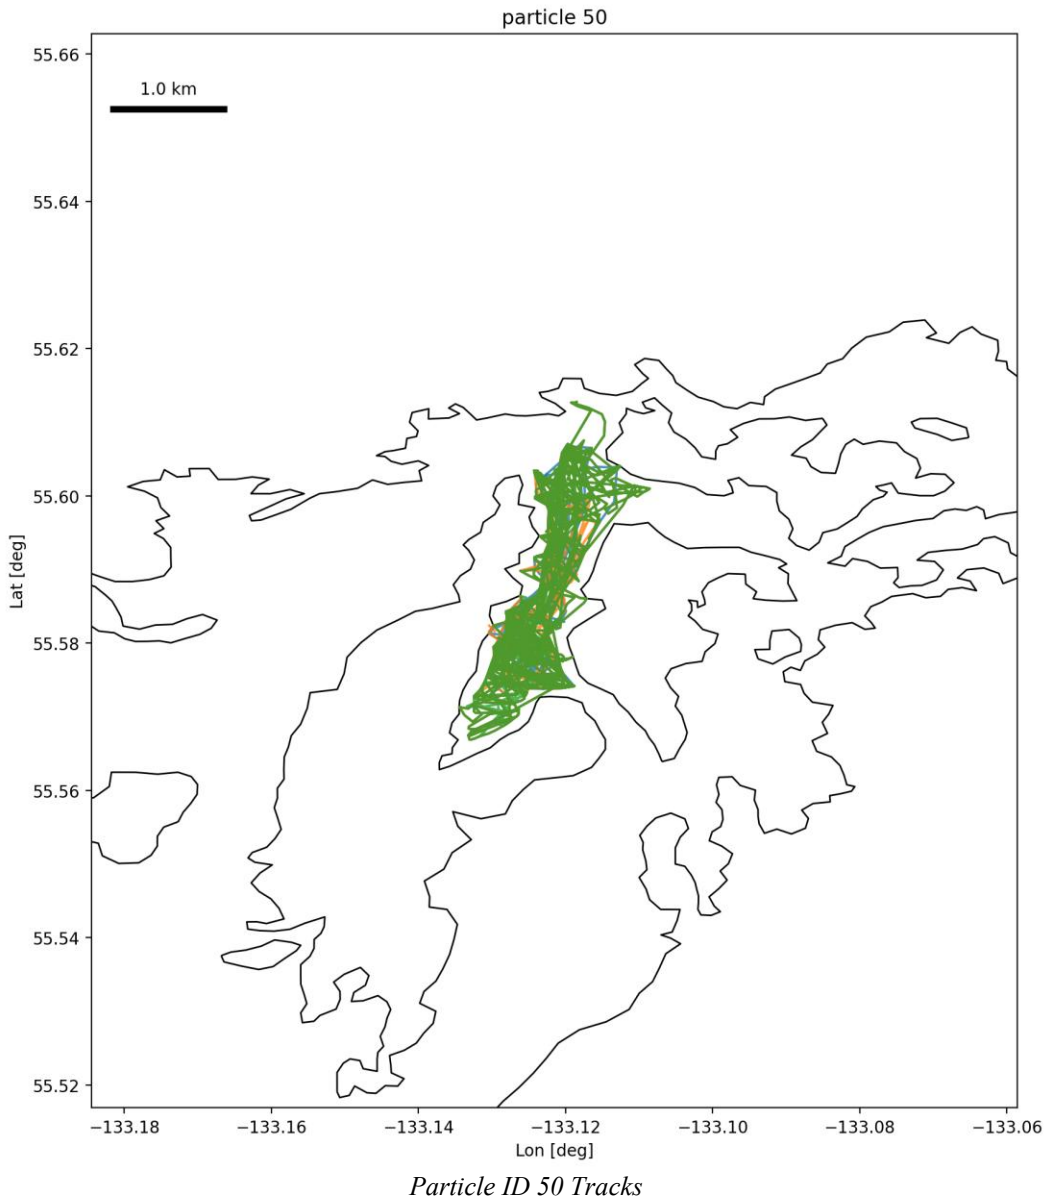 particle 50
55.66
1.0 km
55.64
55.62
55.60
Lat [deg]
55.58
55.56
55.54
55.52
−133.18 −133.16 −133.14 −133.12 −133.10 −133.08 −133.06
Lon [deg]
Particle ID 50 Tracks